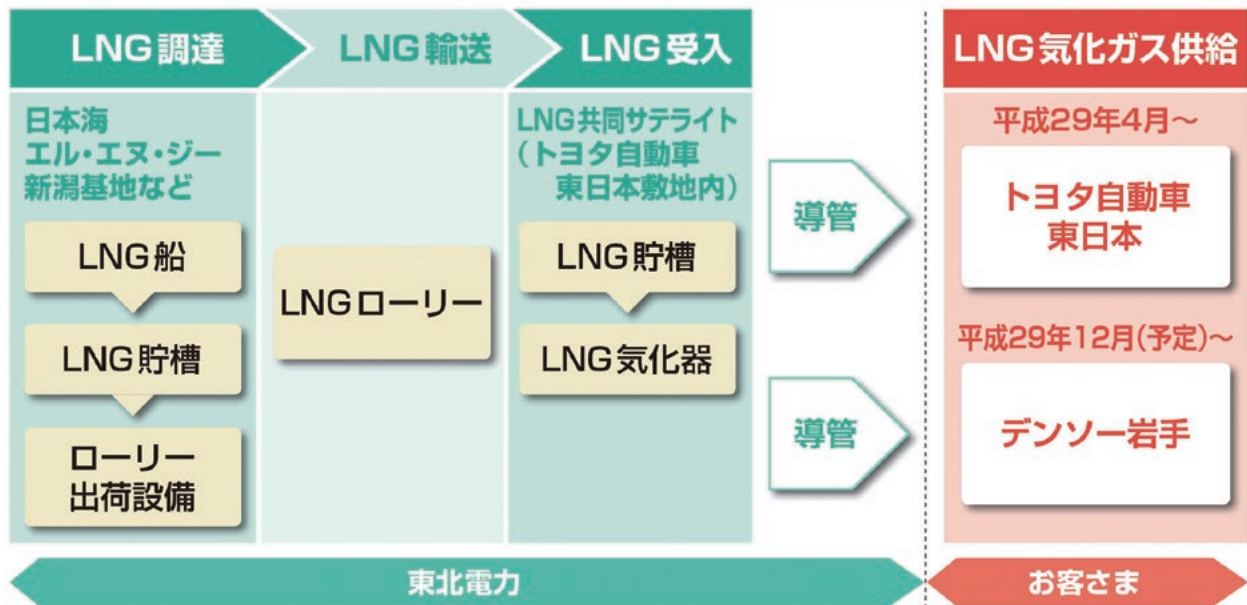 LNG調達
LNG輸送
LNG受入
LNG気化ガス供給
日本海
エル・エヌ・ジー
新潟基地など
LNG船
LNG貯槽
ローリー
出荷設備
LNGローリー
LNG共同サテライト
(トヨタ自動車
東日本敷地内)
LNG貯槽
LNG気化器
導管
導管
平成29年4月～
トヨタ自動車
東日本
平成29年12月(予定)～
デンソー岩手
東北電力
お客さま